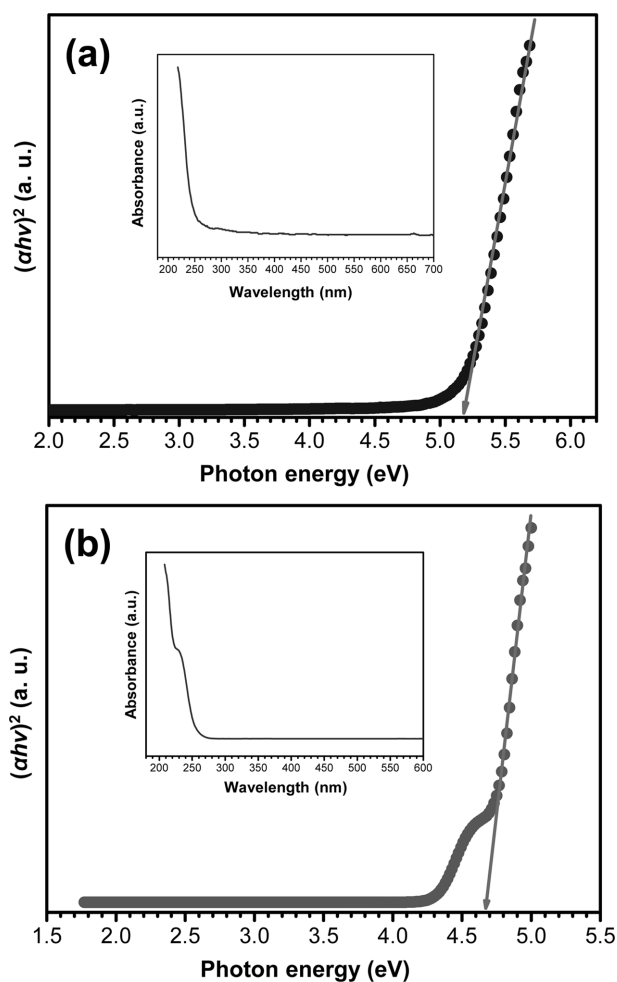 (a)
(αhν)² (a. u.)
Absorbance (a.u.)
200 250 300 350 400 450 500 550 600 650 700
Wavelength (nm)
2.0 2.5 3.0 3.5 4.0 4.5 5.0 5.5 6.0
Photon energy (eV)
(b)
(αhν)² (a. u.)
Absorbance (a.u.)
200 250 300 350 400 450 500 550 600
Wavelength (nm)
1.5 2.0 2.5 3.0 3.5 4.0 4.5 5.0 5.5
Photon energy (eV)